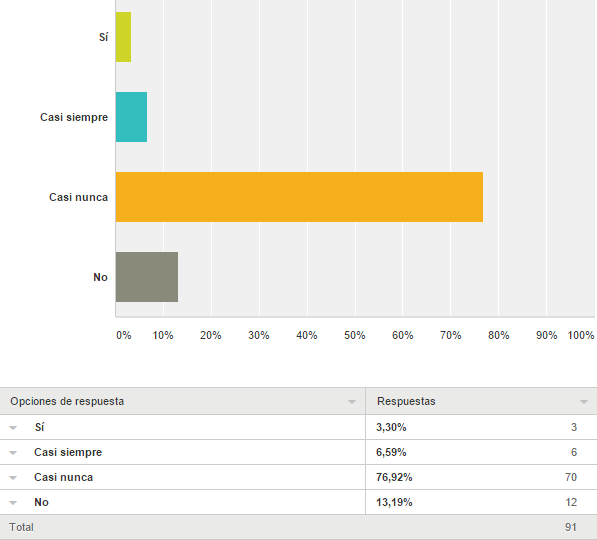 Sí
Casi siempre
Casi nunca
No
0% 10% 20% 30% 40% 50% 60% 70% 80% 90% 100%
Opciones de respuesta Respuestas
Sí 3,30% 3
Casi siempre 6,59% 6
Casi nunca 76,92% 70
No 13,19% 12
Total 91